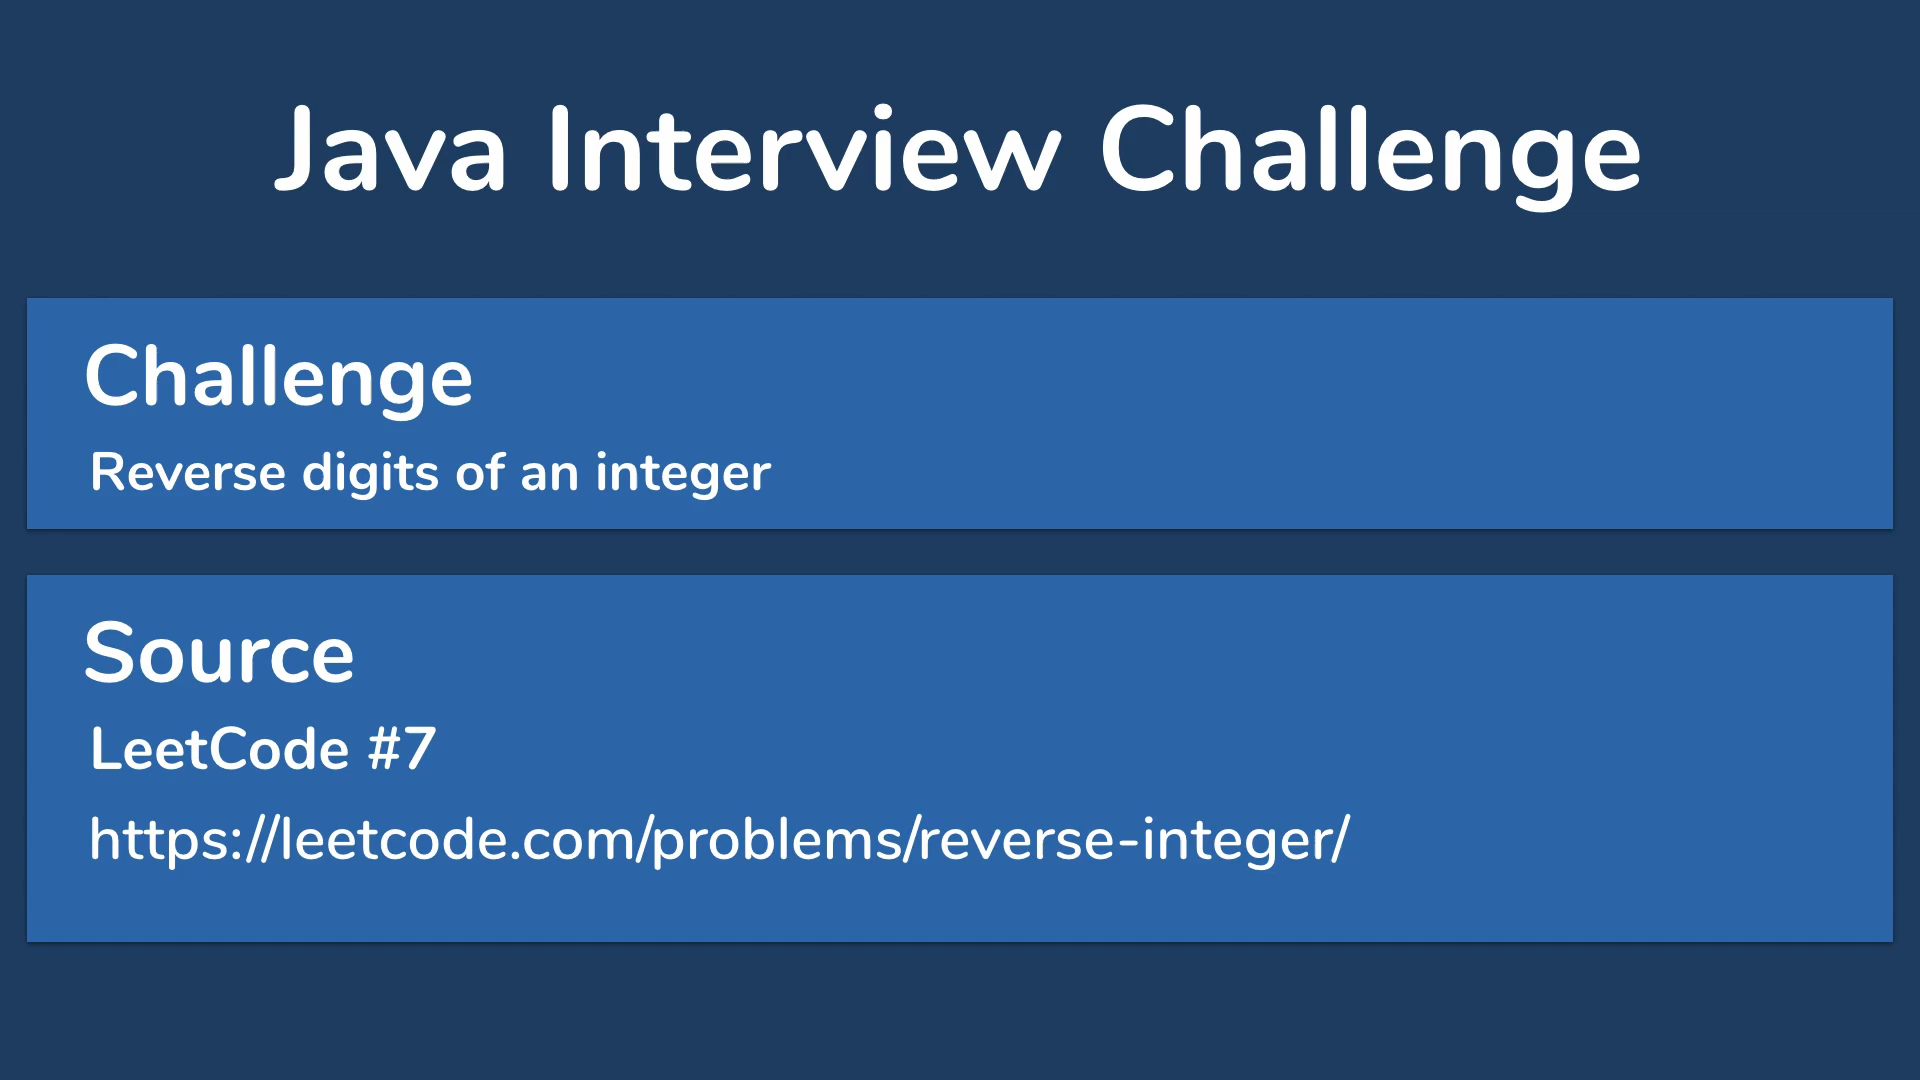 Java Interview Challenge
Challenge
Reverse digits of an integer
Source
LeetCode #7
https://leetcode.com/problems/reverse-integer/